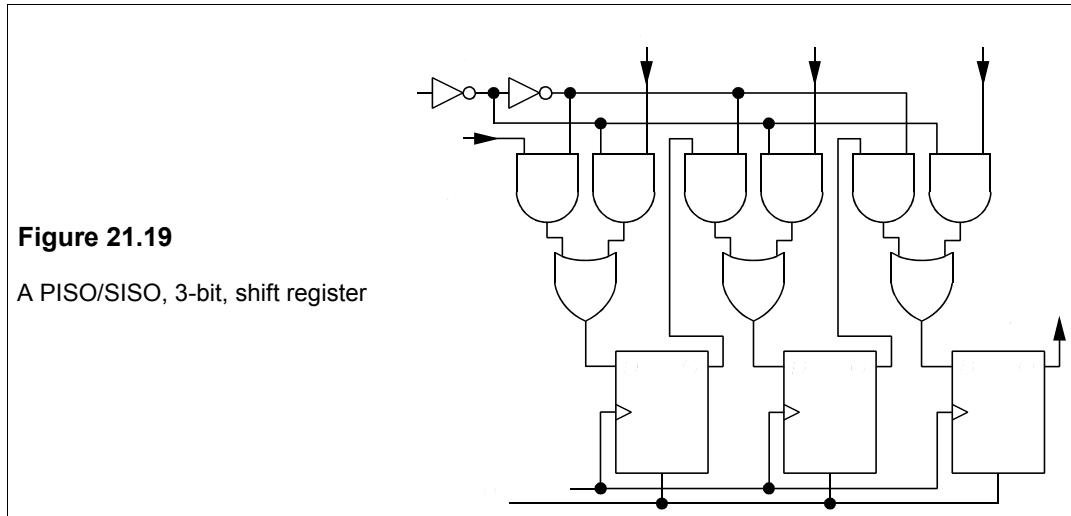 Figure 21.19
A PISO/SISO, 3-bit, shift register